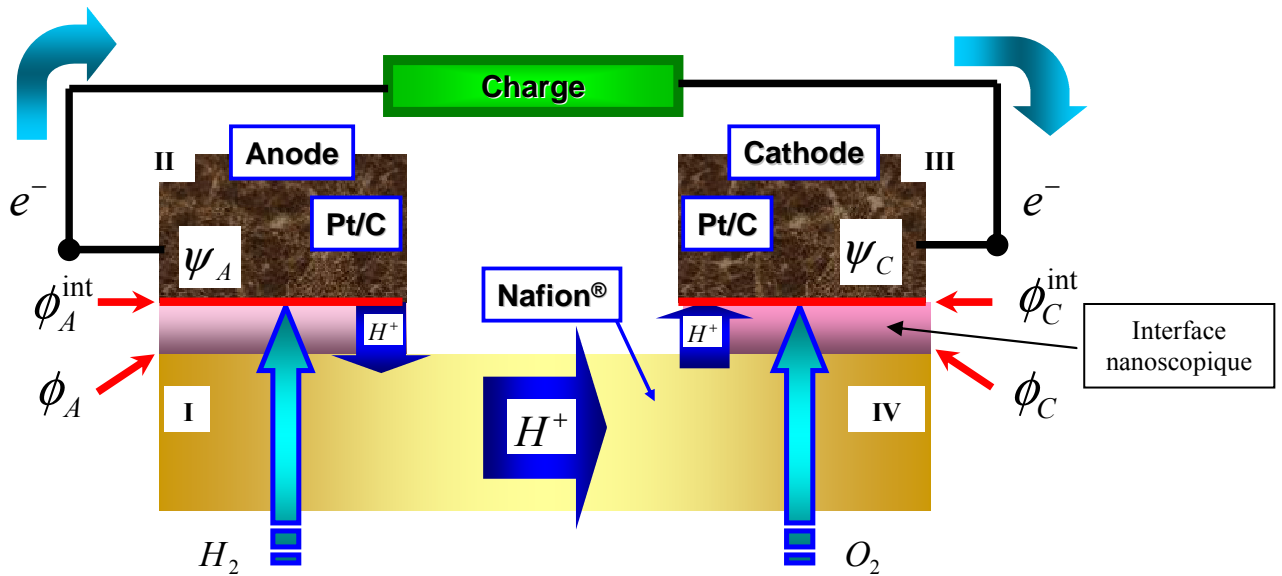 Charge
II
Anode
Cathode
III
e⁻
Pt/C
Pt/C
e⁻
ψ_A
ψ_C
Nafion®
ϕ_A^int
H⁺
H⁺
ϕ_C^int
Interface
nanoscopique
ϕ_A
I
H⁺
IV
ϕ_C
H₂
O₂